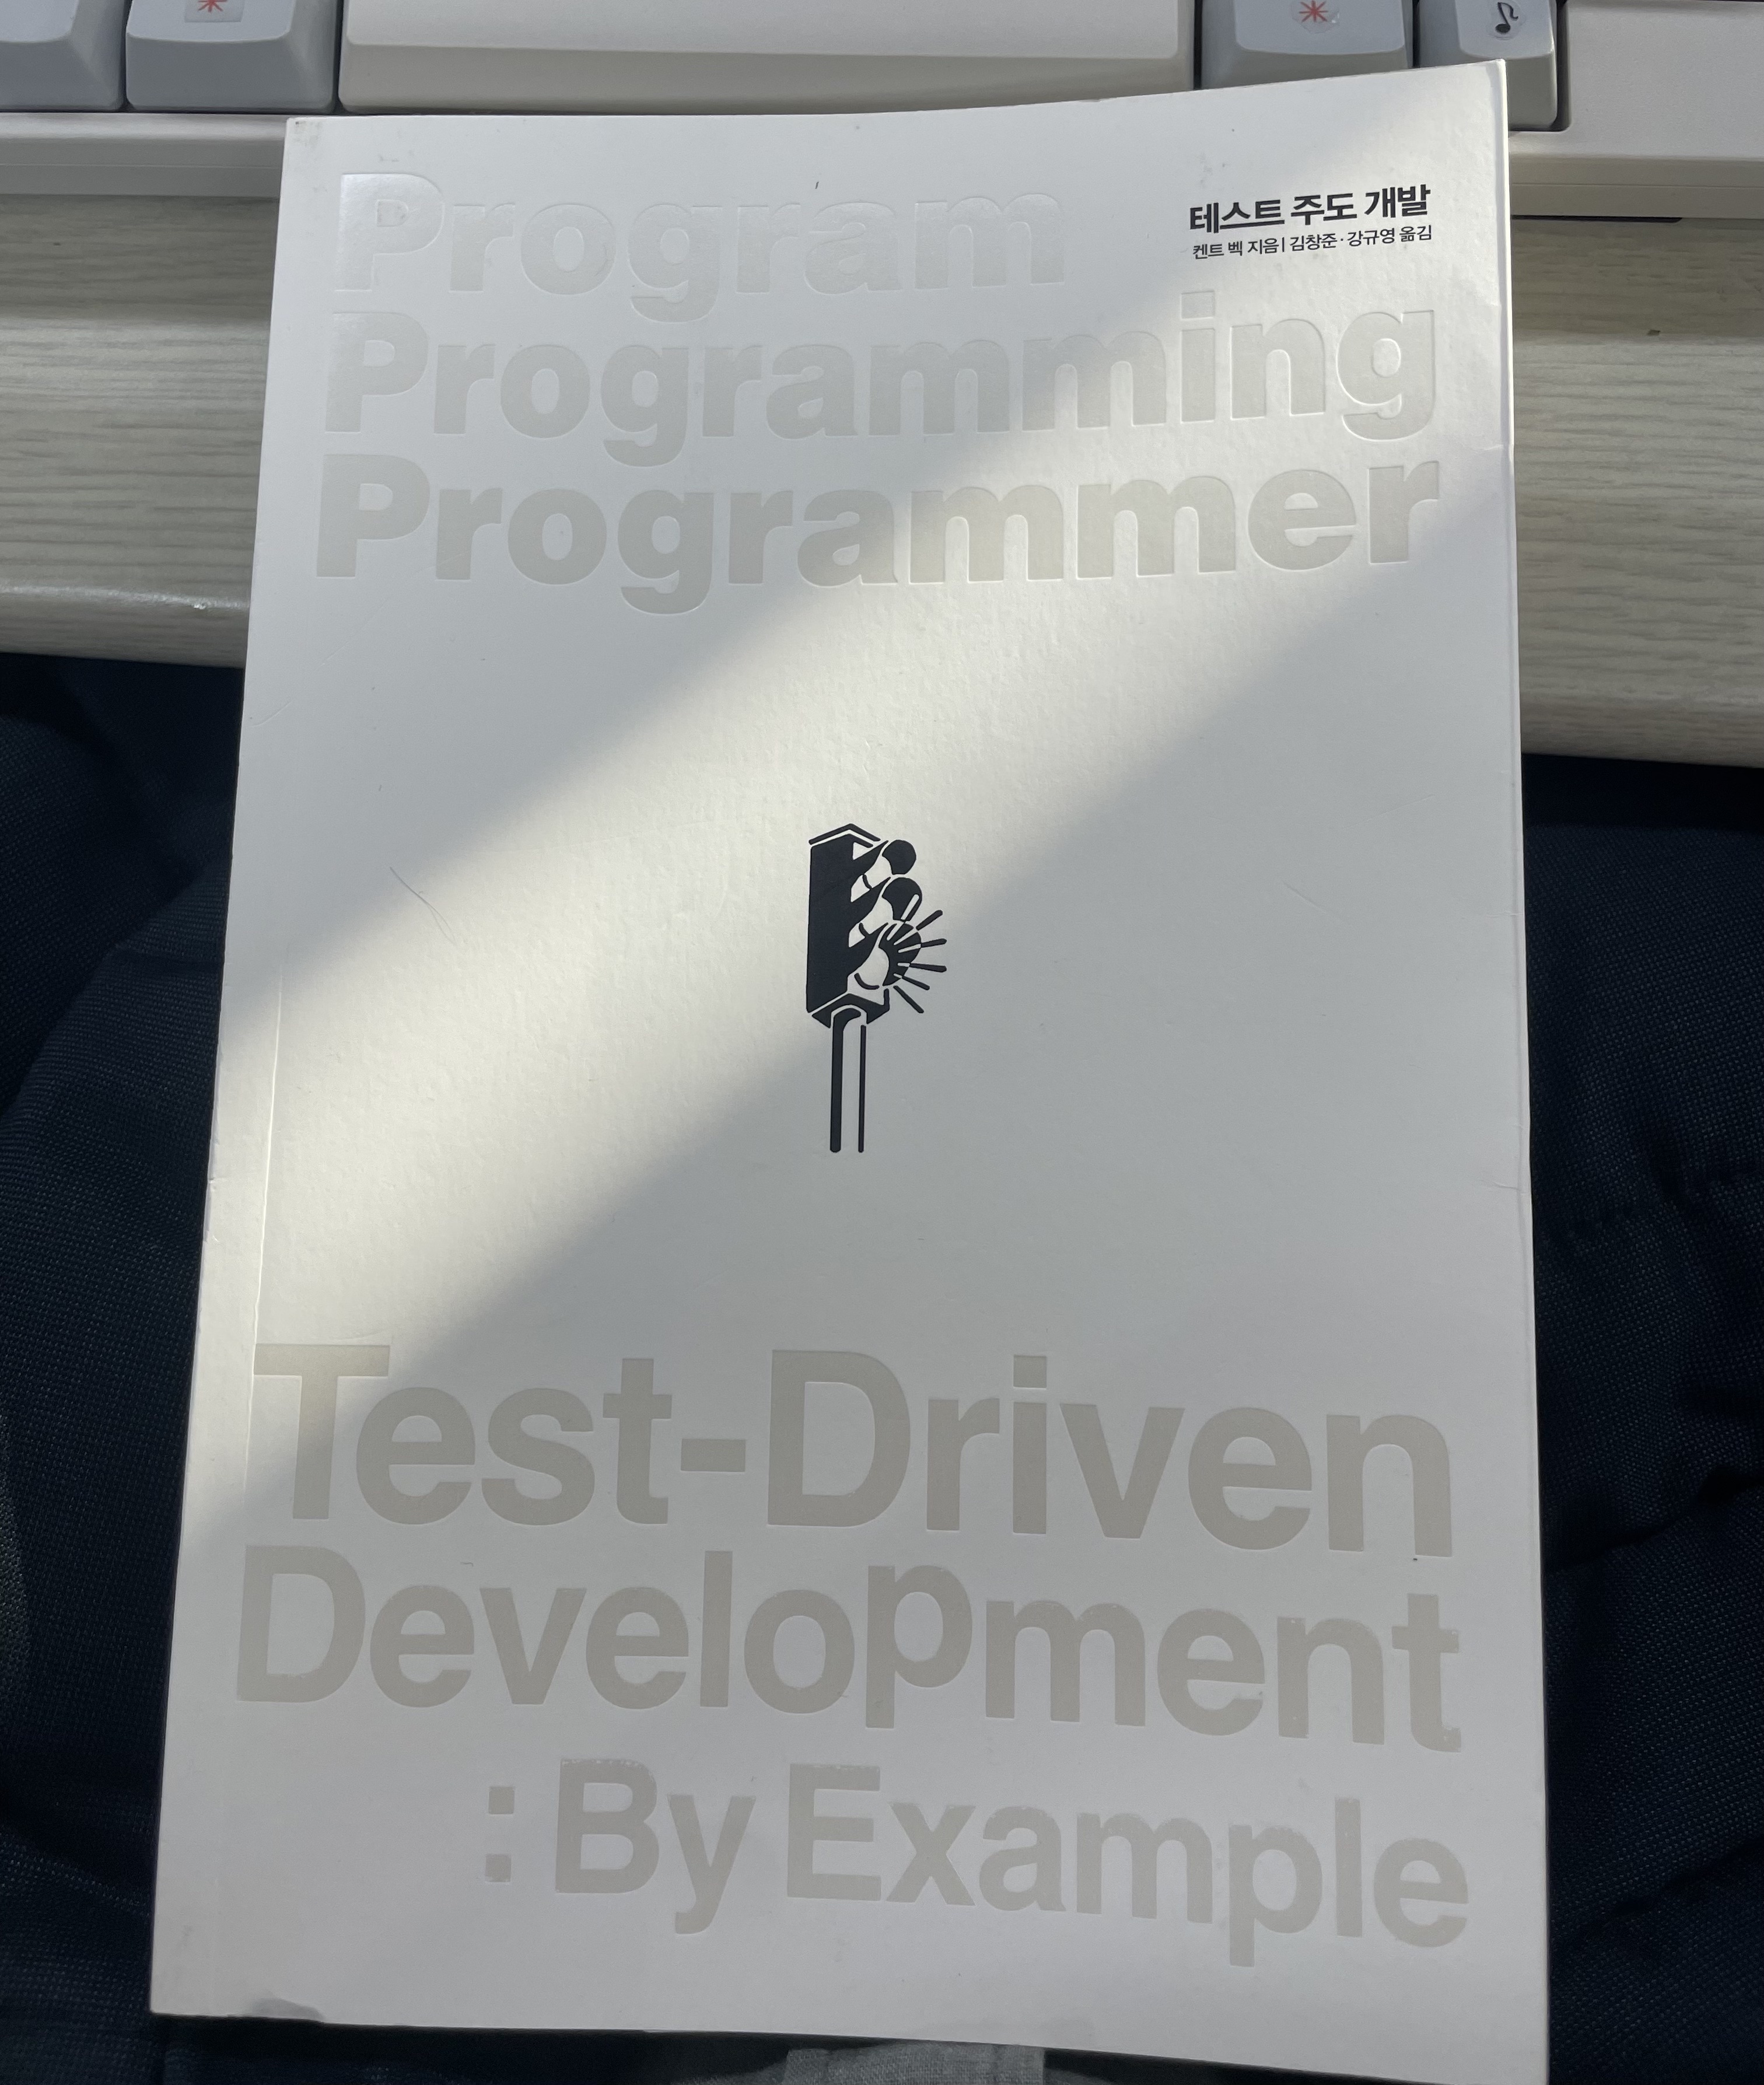 Program
테스트 주도 개발
켄트 벡 지음 | 김창준·강규영 옮김
Programming
Programmer
Test-Driven
Development
: By Example